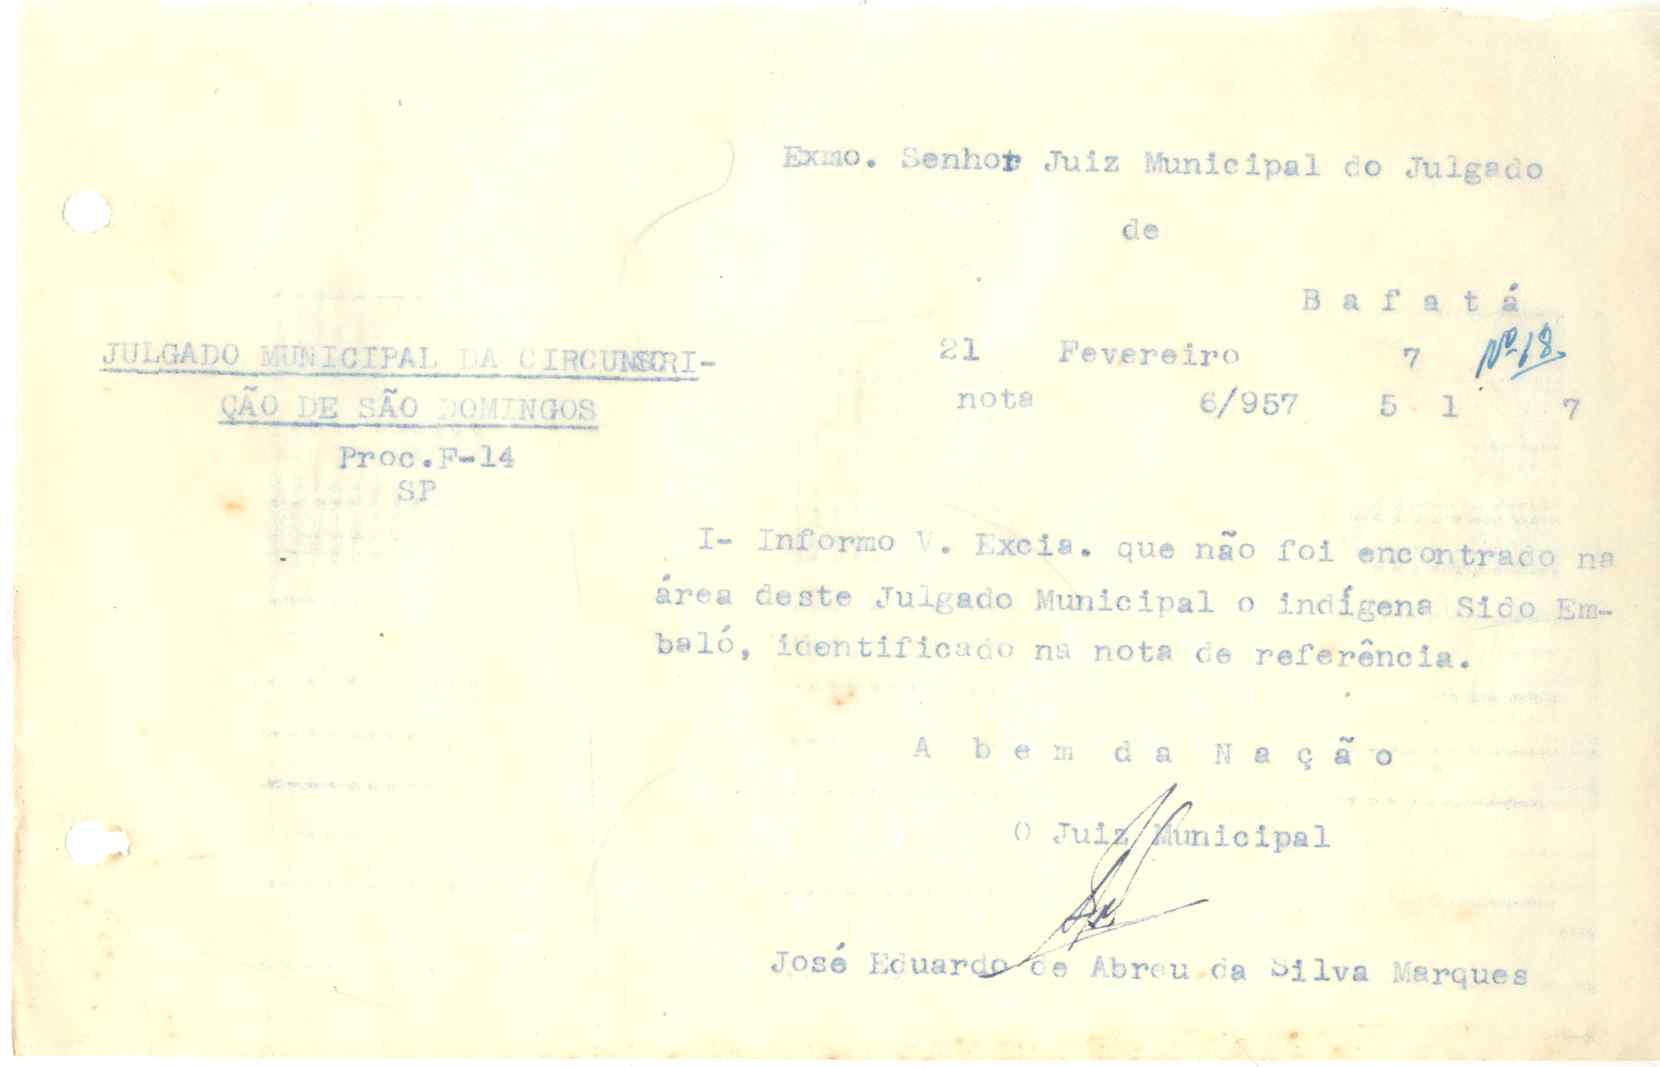 Exmo. Senhor Juiz Municipal do Julgado
de
B a f a t á
JULGADO MUNICIPAL DA CIRCUNSCRI-
ÇÃO DE SÃO DOMINGOS
Proc.F-14
SP
21 Fevereiro 7 Nº 18
nota 6/957 5 1 7
I- Informo V. Excia. que não foi encontrado na
área deste Julgado Municipal o indígena Sido Em-
baló, identificado na nota de referência.
A b e m d a N a ç ã o
O Juiz Municipal
José Eduardo de Abreu da Silva Marques